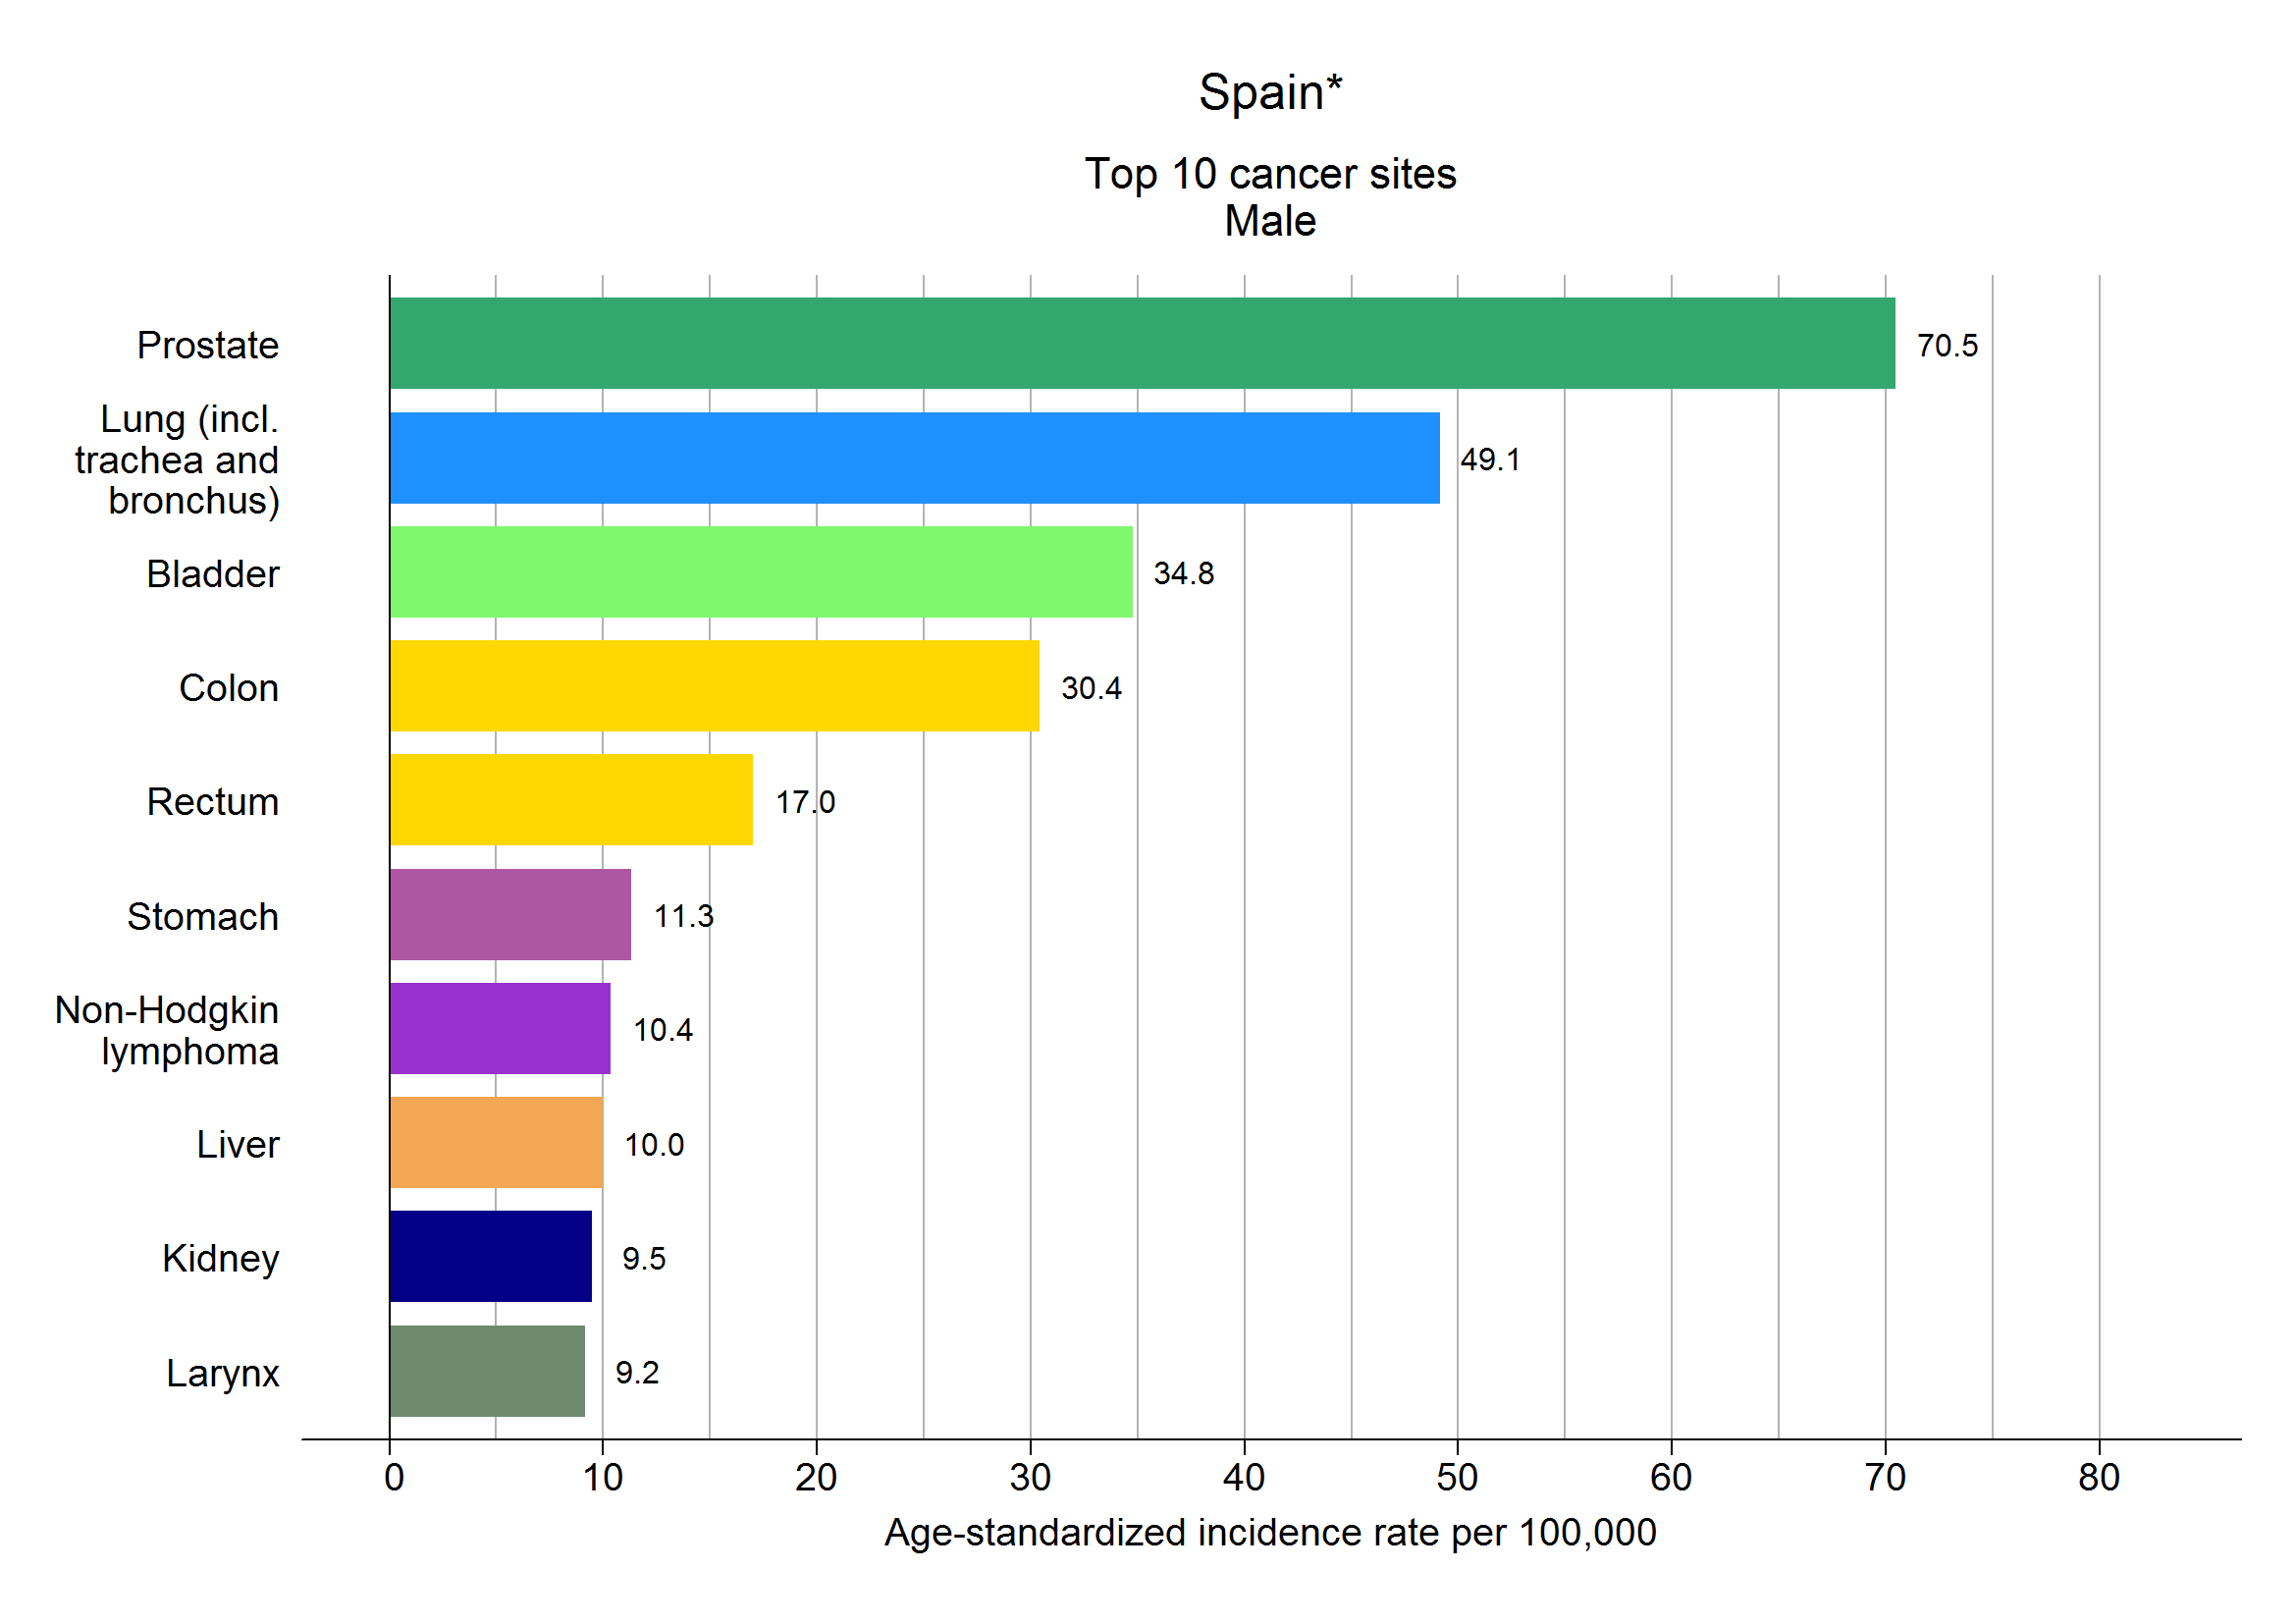 Spain*
Top 10 cancer sites
Male
Prostate
70.5
Lung (incl.
trachea and
bronchus)
49.1
Bladder
34.8
Colon
30.4
Rectum
17.0
Stomach
11.3
Non-Hodgkin
lymphoma
10.4
Liver
10.0
Kidney
9.5
Larynx
9.2
0 10 20 30 40 50 60 70 80
Age-standardized incidence rate per 100,000